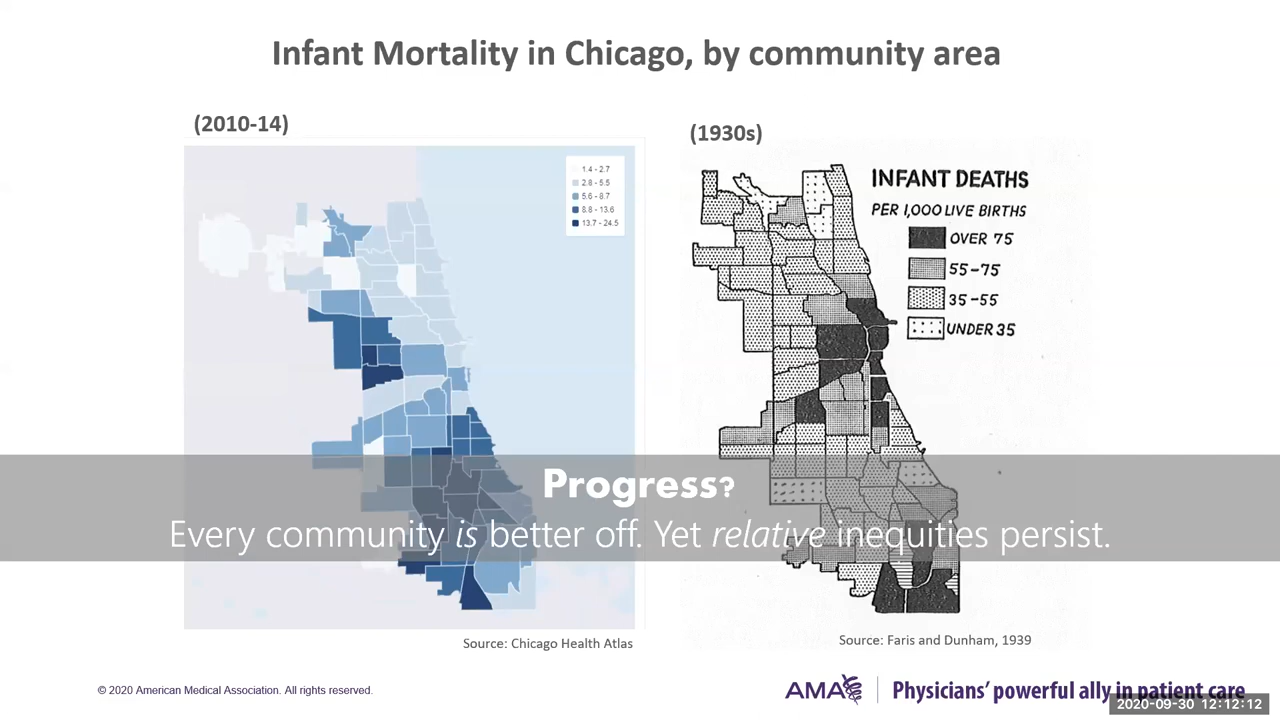 Infant Mortality in Chicago, by community area
(2010-14)
1.4 - 2.7
2.8 - 5.5
5.6 - 8.7
8.8 - 13.6
13.7 - 24.5
(1930s)
INFANT DEATHS
PER 1,000 LIVE BIRTHS
OVER 75
55-75
35-55
UNDER 35
Progress?
Every community is better off. Yet relative inequities persist.
Source: Chicago Health Atlas
Source: Faris and Dunham, 1939
© 2020 American Medical Association. All rights reserved.
AMA
Physicians' powerful ally in patient care
2020-09-30 12:12:12